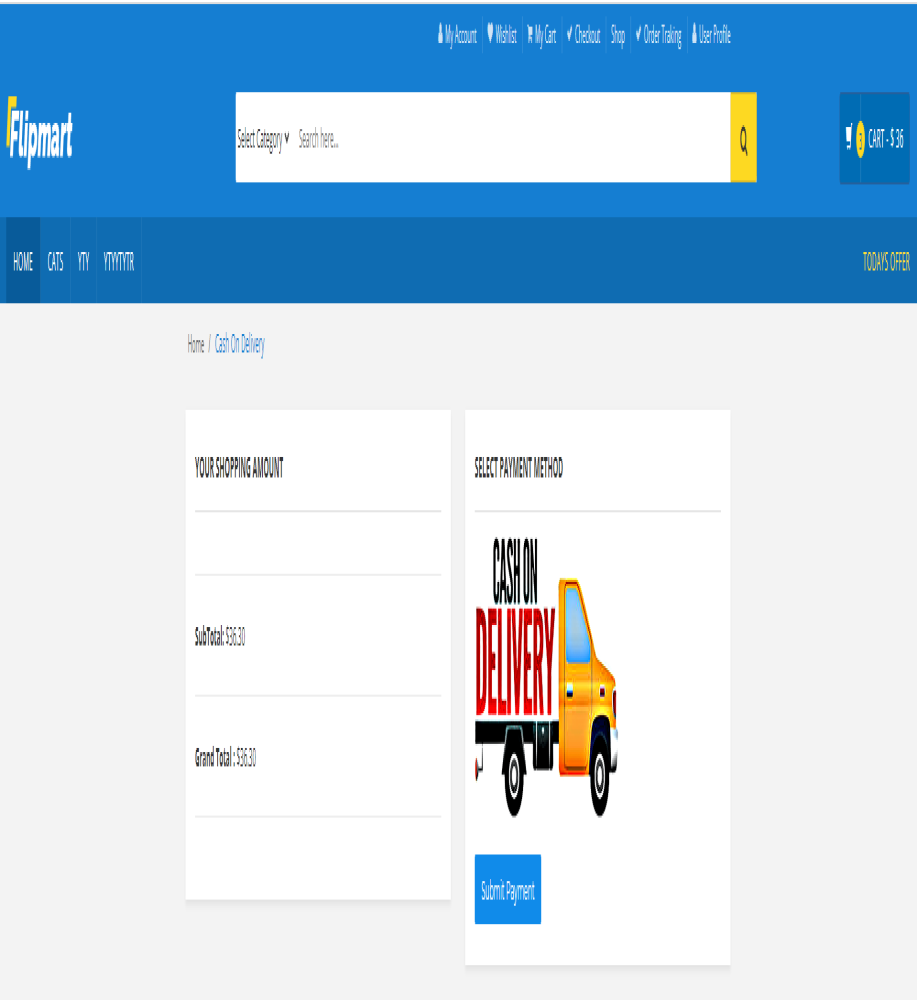 My Account Wishlist My Cart Checkout Shop Order Traking User Profile
Flipmart
Select Category Search here...
3 CART - $ 36
HOME CATS YTY YTYYTYTR TODAYS OFFER
Home / Cash On Delivery
YOUR SHOPPING AMOUNT
SubTotal: $36.30
Grand Total : $36.30
SELECT PAYMENT METHOD
CASH ON
DELIVERY
Submit Payment